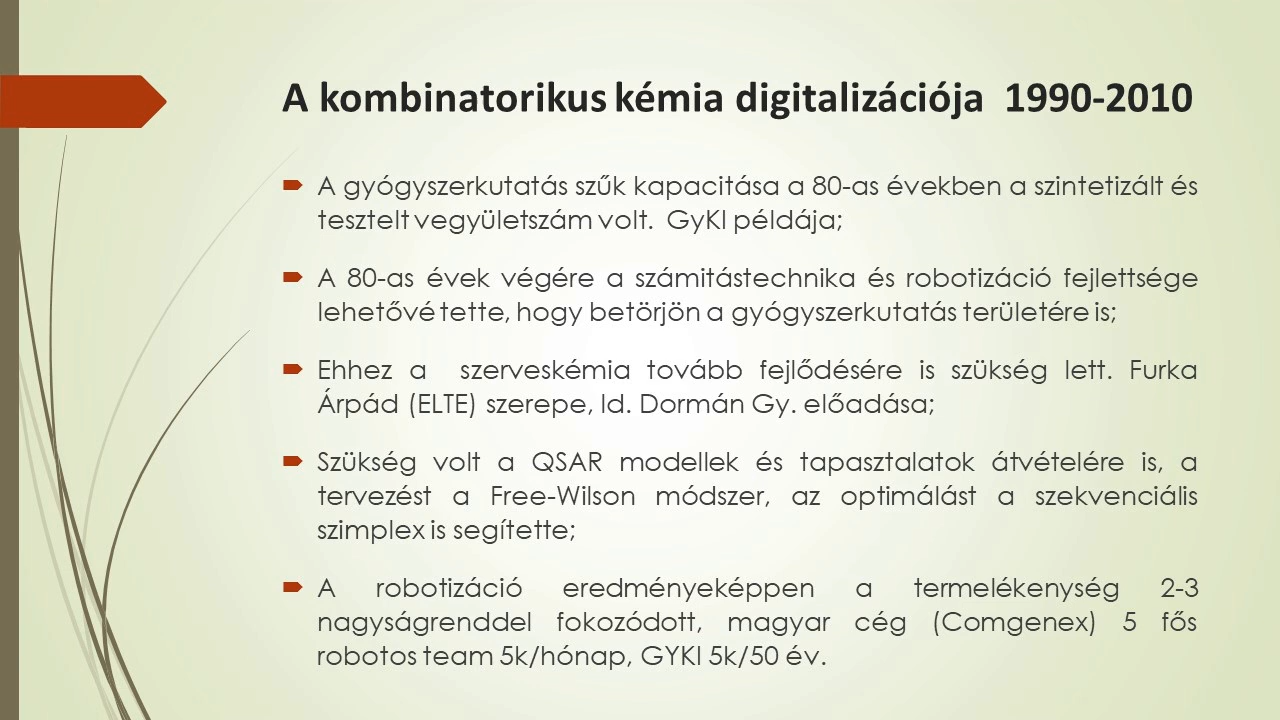 A kombinatorikus kémia digitalizációja 1990-2010
A gyógyszerkutatás szűk kapacitása a 80-as években a szintetizált és
tesztelt vegyületszám volt. GyKI példája;
A 80-as évek végére a számitástechnika és robotizáció fejlettsége
lehetővé tette, hogy betörjön a gyógyszerkutatás területére is;
Ehhez a szerveskémia tovább fejlődésére is szükség lett. Furka
Árpád (ELTE) szerepe, ld. Dormán Gy. előadása;
Szükség volt a QSAR modellek és tapasztalatok átvételére is, a
tervezést a Free-Wilson módszer, az optimálást a szekvenciális
szimplex is segítette;
A robotizáció eredményeképpen a termelékenység 2-3
nagyságrenddel fokozódott, magyar cég (Comgenex) 5 fős
robotos team 5k/hónap, GYKI 5k/50 év.